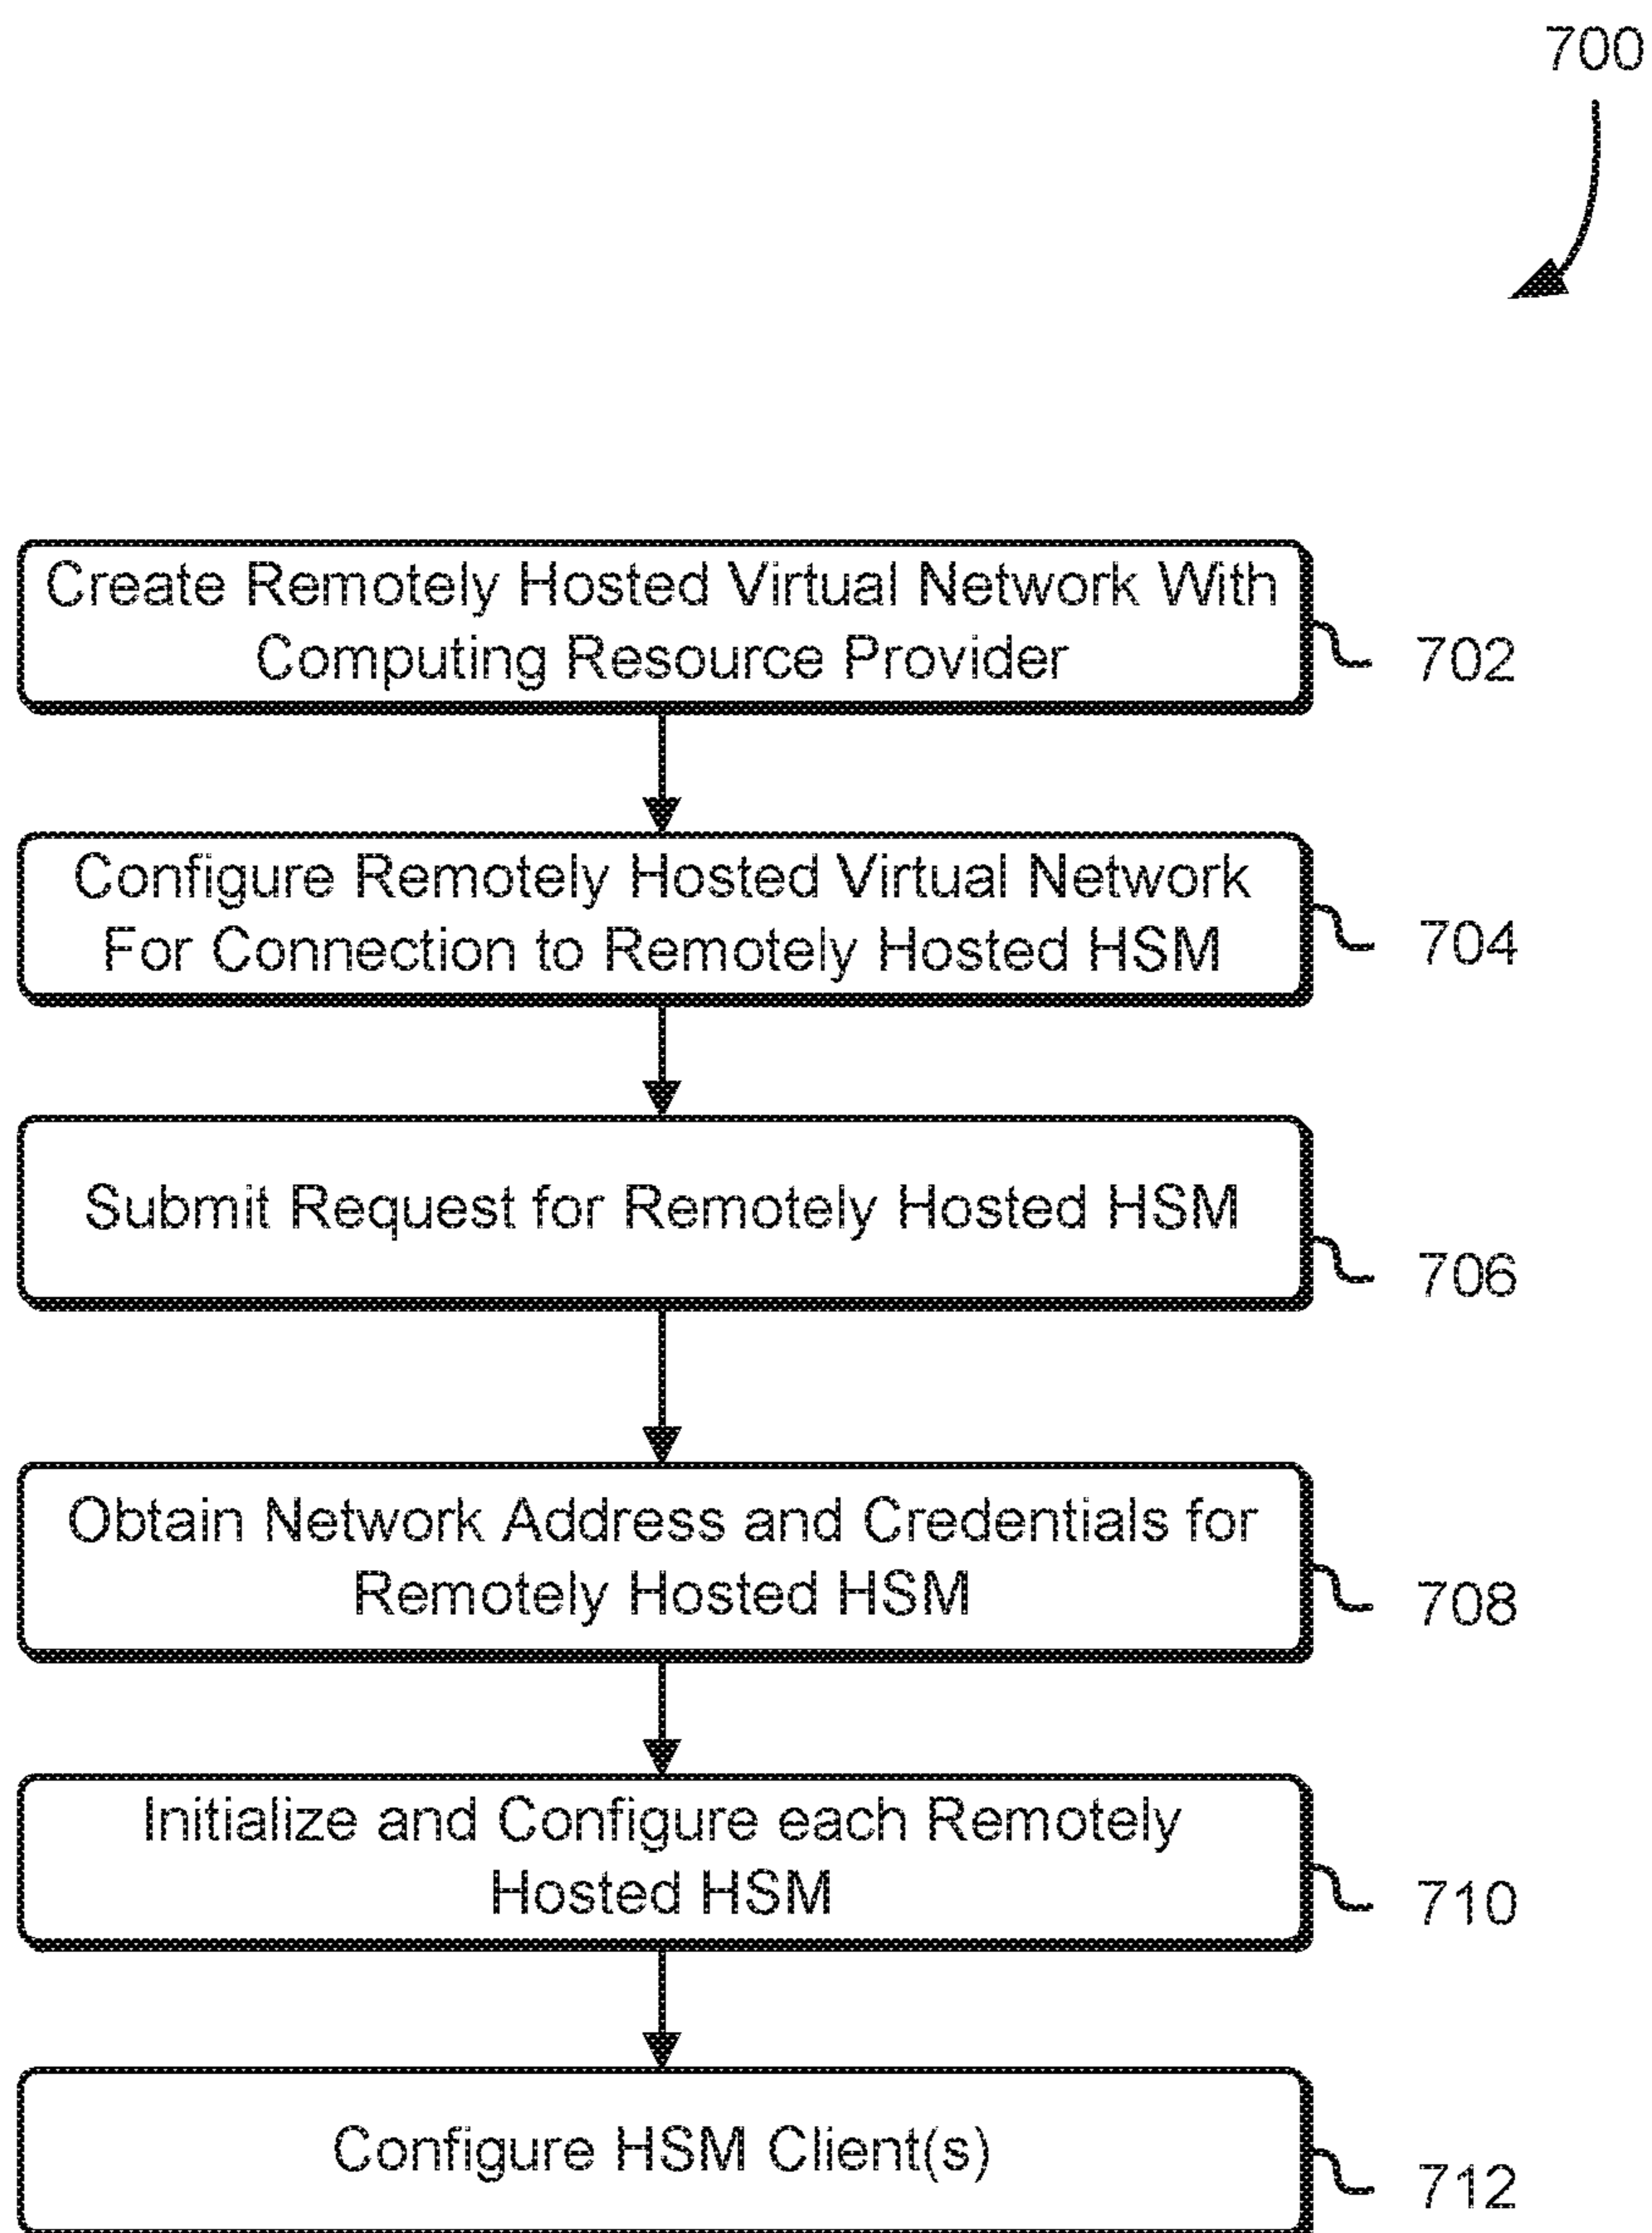 700
Create Remotely Hosted Virtual Network With
Computing Resource Provider
702
Configure Remotely Hosted Virtual Network
For Connection to Remotely Hosted HSM
704
Submit Request for Remotely Hosted HSM
706
Obtain Network Address and Credentials for
Remotely Hosted HSM
708
Initialize and Configure each Remotely
Hosted HSM
710
Configure HSM Client(s)
712